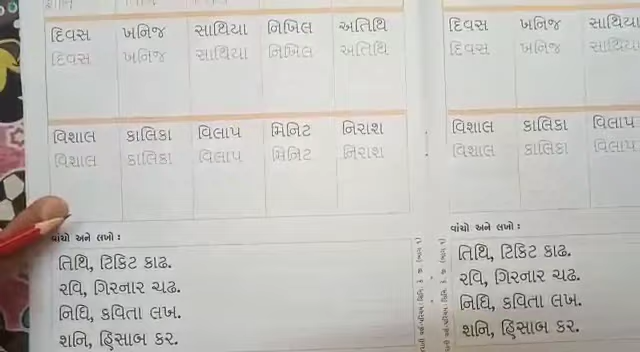 દિવસ ખનિજ સાથિયા નિખિલ અતિથિ
દિવસ ખનિજ સાથિયા નિખિલ અતિથિ
વિશાલ કાલિકા વિલાપ મિનિટ નિરાશ
વિશાલ કાલિકા વિલાપ મિનિટ નિરાશ
વાંચો અને લખો :
તિથિ, ટિકિટ કાઢ.
રવિ, ગિરનાર ચઢ.
નિધિ, કવિતા લખ.
શનિ, હિસાબ કર.
દિવસ ખનિજ સાથિયા
દિવસ ખનિજ સાથિયા
વિશાલ કાલિકા વિલાપ
વિશાલ કાલિકા વિલાપ
વાંચો અને લખો :
તિથિ, ટિકિટ કાઢ.
રવિ, ગિરનાર ચઢ.
નિધિ, કવિતા લખ.
શનિ, હિસાબ કર.